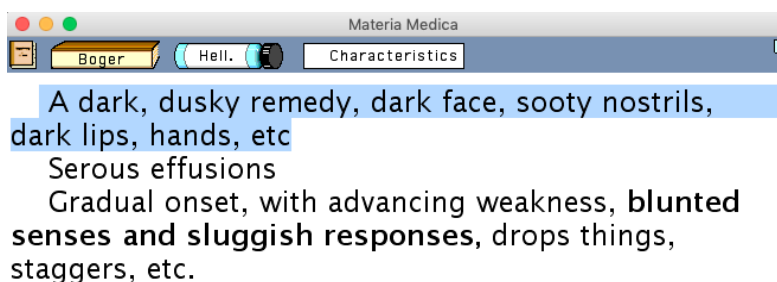 Materia Medica
Boger Hell. Characteristics
A dark, dusky remedy, dark face, sooty nostrils,
dark lips, hands, etc
Serous effusions
Gradual onset, with advancing weakness, blunted
senses and sluggish responses, drops things,
staggers, etc.